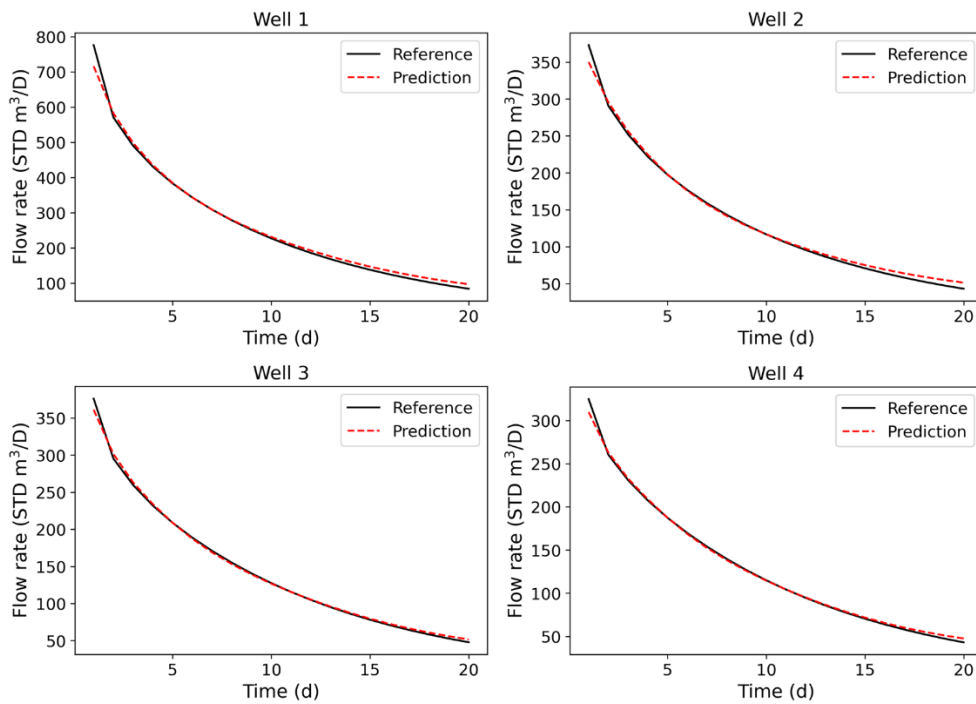 Well 1
800
700
600
500
400
300
200
100
Flow rate (STD m³/D)
Reference
Prediction
5
10
15
20
Time (d)
Well 2
350
300
250
200
150
100
50
Flow rate (STD m³/D)
Reference
Prediction
5
10
15
20
Time (d)
Well 3
350
300
250
200
150
100
50
Flow rate (STD m³/D)
Reference
Prediction
5
10
15
20
Time (d)
Well 4
300
250
200
150
100
50
Flow rate (STD m³/D)
Reference
Prediction
5
10
15
20
Time (d)